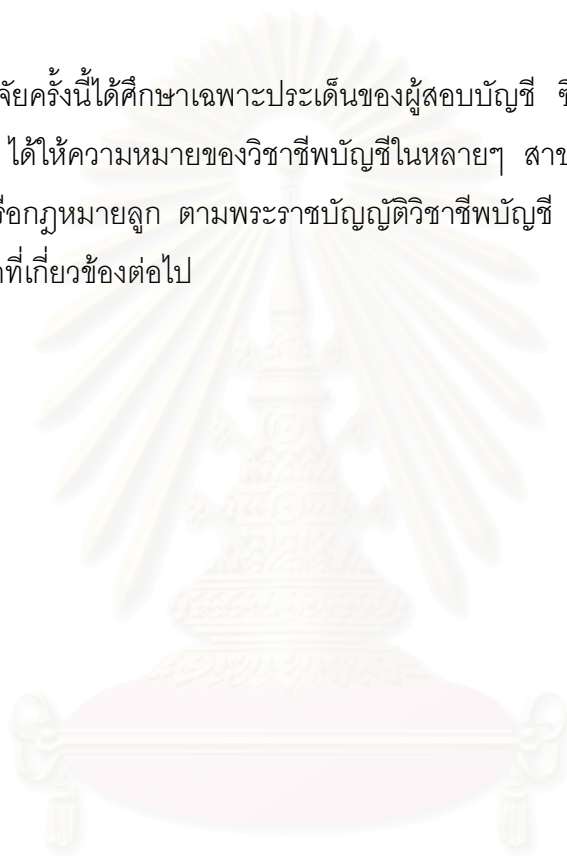 จัยครั้งนี้ได้ศึกษาเฉพาะประเด็นของผู้สอบบัญชี
ได้ให้ความหมายของวิชาชีพบัญชีในหลายๆ
รือกฎหมายลูก ตามพระราชบัญญัติวิชาชีพบัญชี
ที่เกี่ยวข้องต่อไป